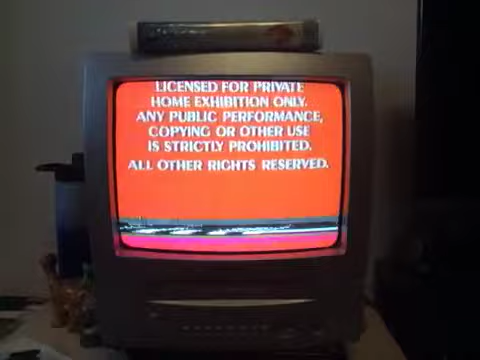 LICENSED FOR PRIVATE
HOME EXHIBITION ONLY.
ANY PUBLIC PERFORMANCE,
COPYING OR OTHER USE
IS STRICTLY PROHIBITED.
ALL OTHER RIGHTS RESERVED.